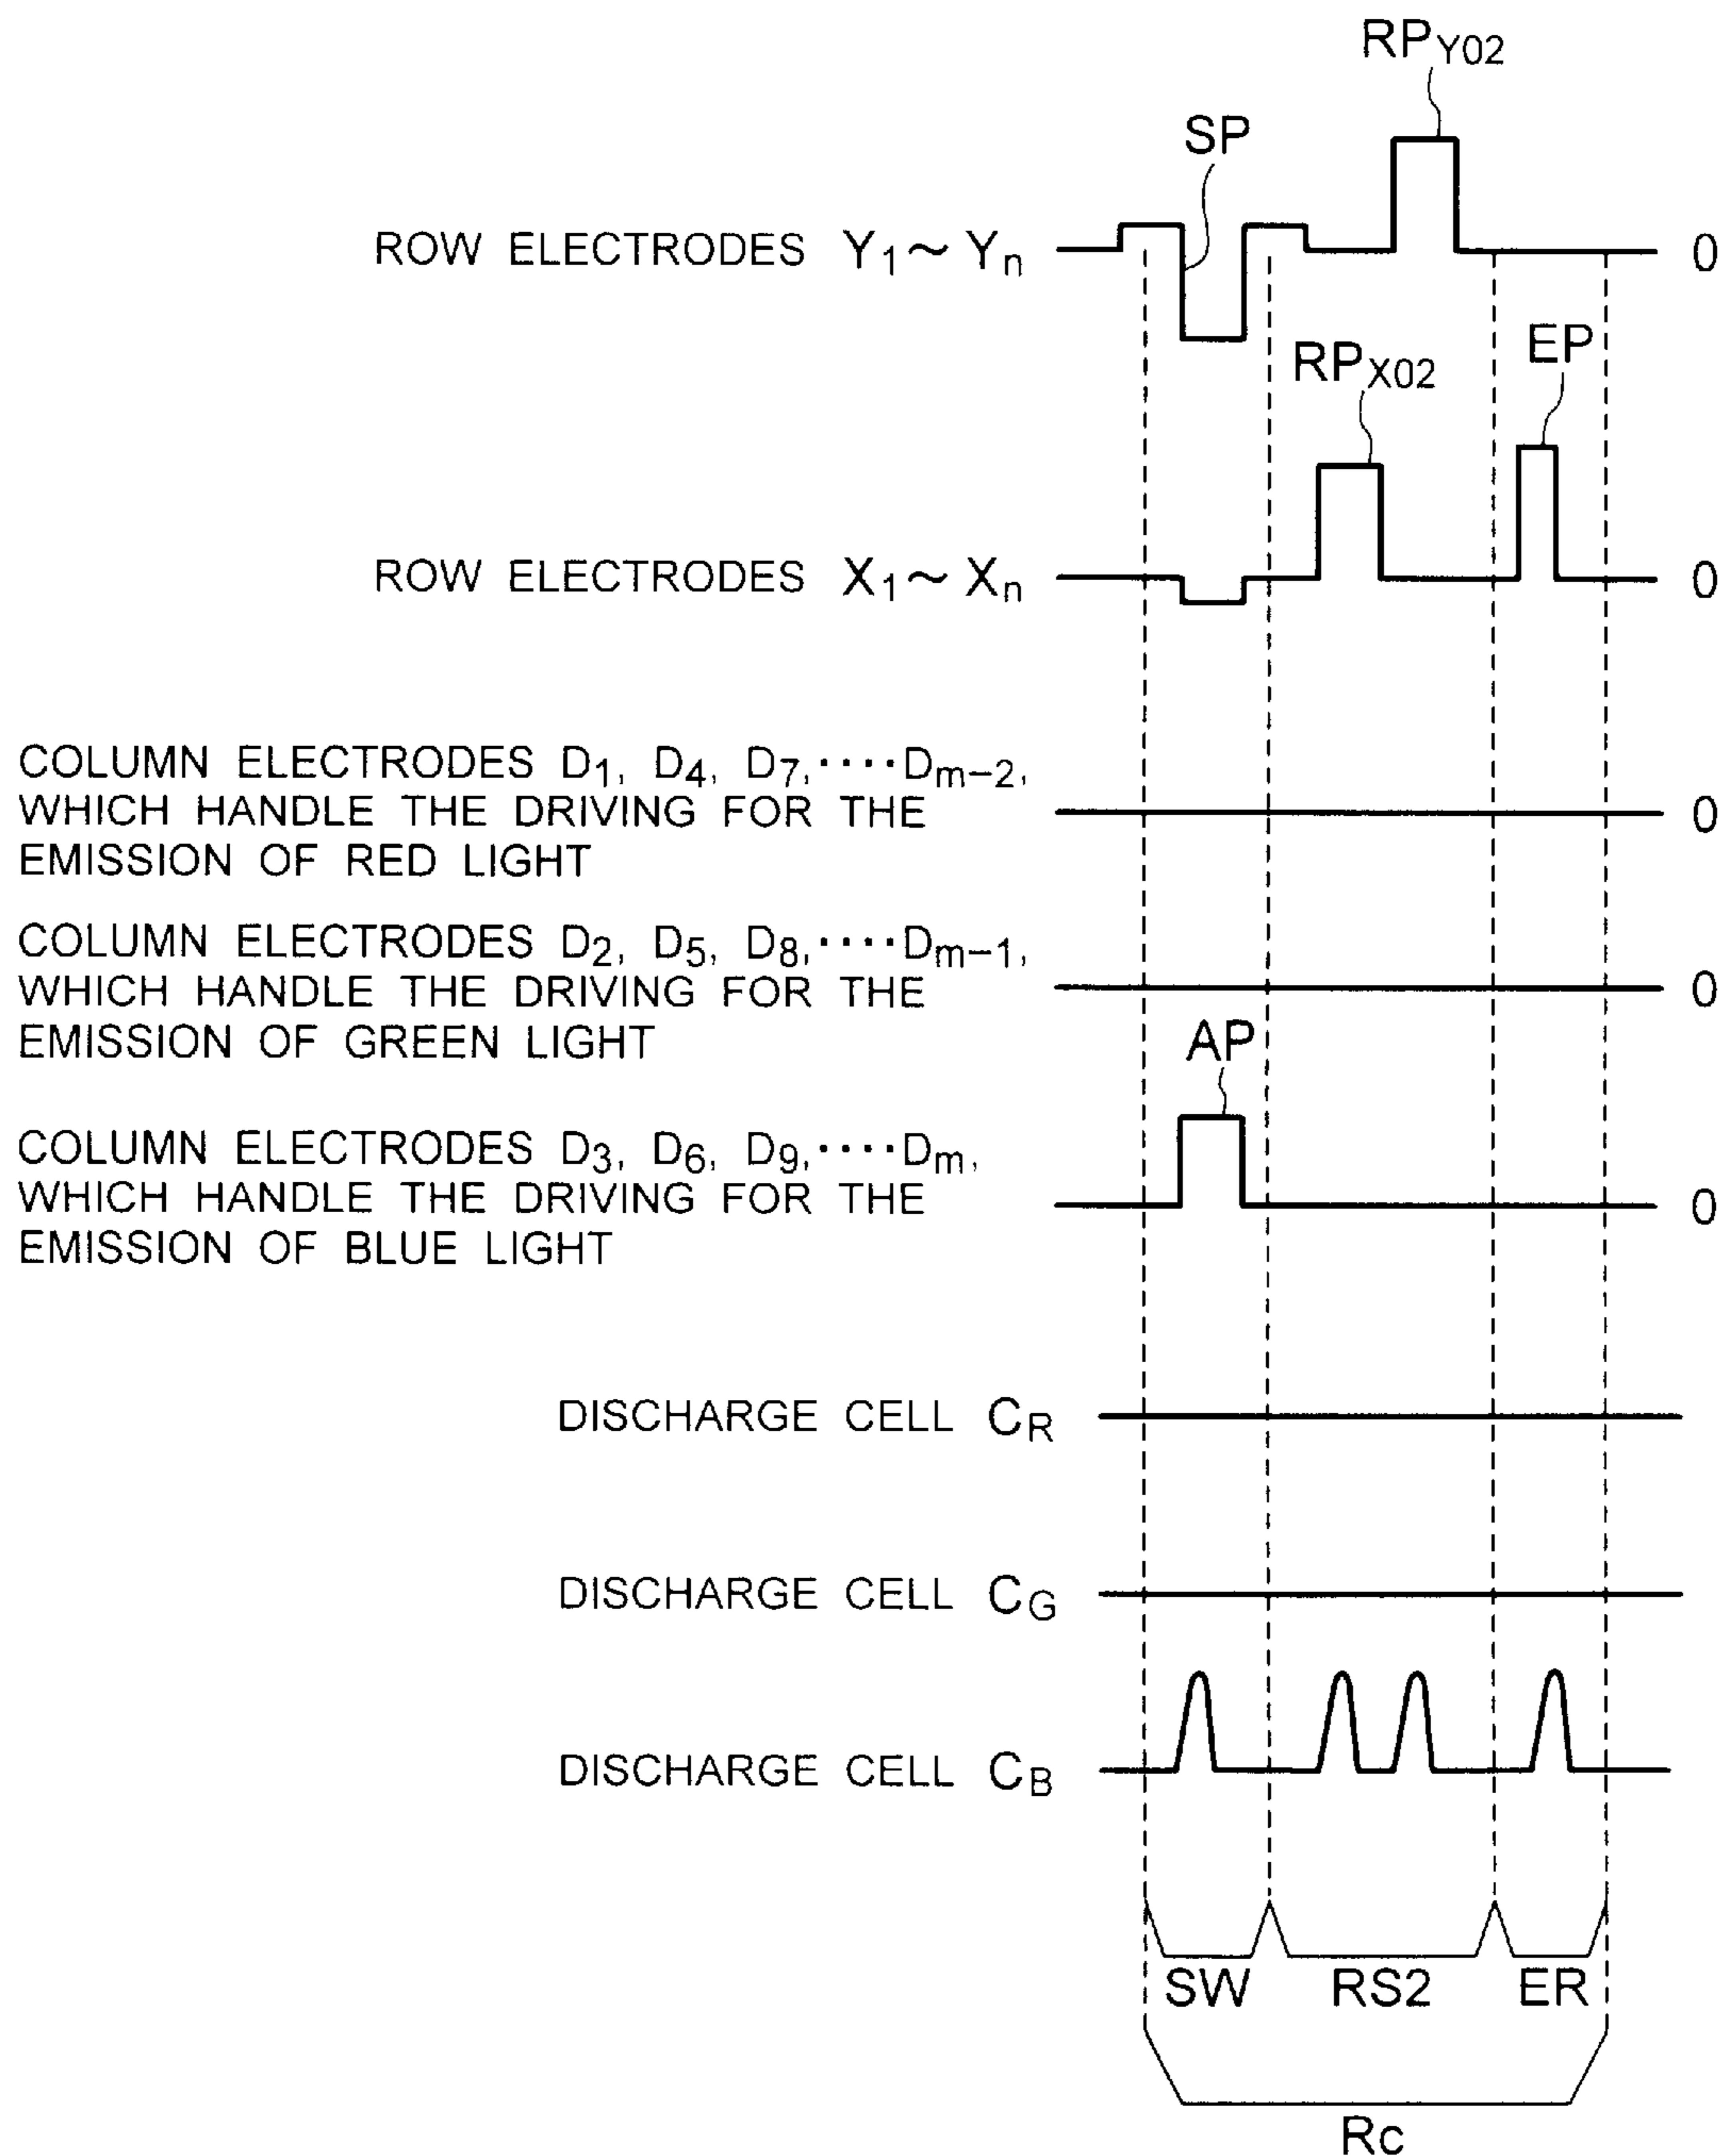 RPY02
SP
ROW ELECTRODES Y1~Yn 0
RPX02
EP
ROW ELECTRODES X1~Xn 0
COLUMN ELECTRODES D1, D4, D7,····Dm−2,
WHICH HANDLE THE DRIVING FOR THE 0
EMISSION OF RED LIGHT
COLUMN ELECTRODES D2, D5, D8,····Dm−1,
WHICH HANDLE THE DRIVING FOR THE 0
EMISSION OF GREEN LIGHT
AP
COLUMN ELECTRODES D3, D6, D9,····Dm,
WHICH HANDLE THE DRIVING FOR THE 0
EMISSION OF BLUE LIGHT
DISCHARGE CELL CR
DISCHARGE CELL CG
DISCHARGE CELL CB
SW RS2 ER
Rc